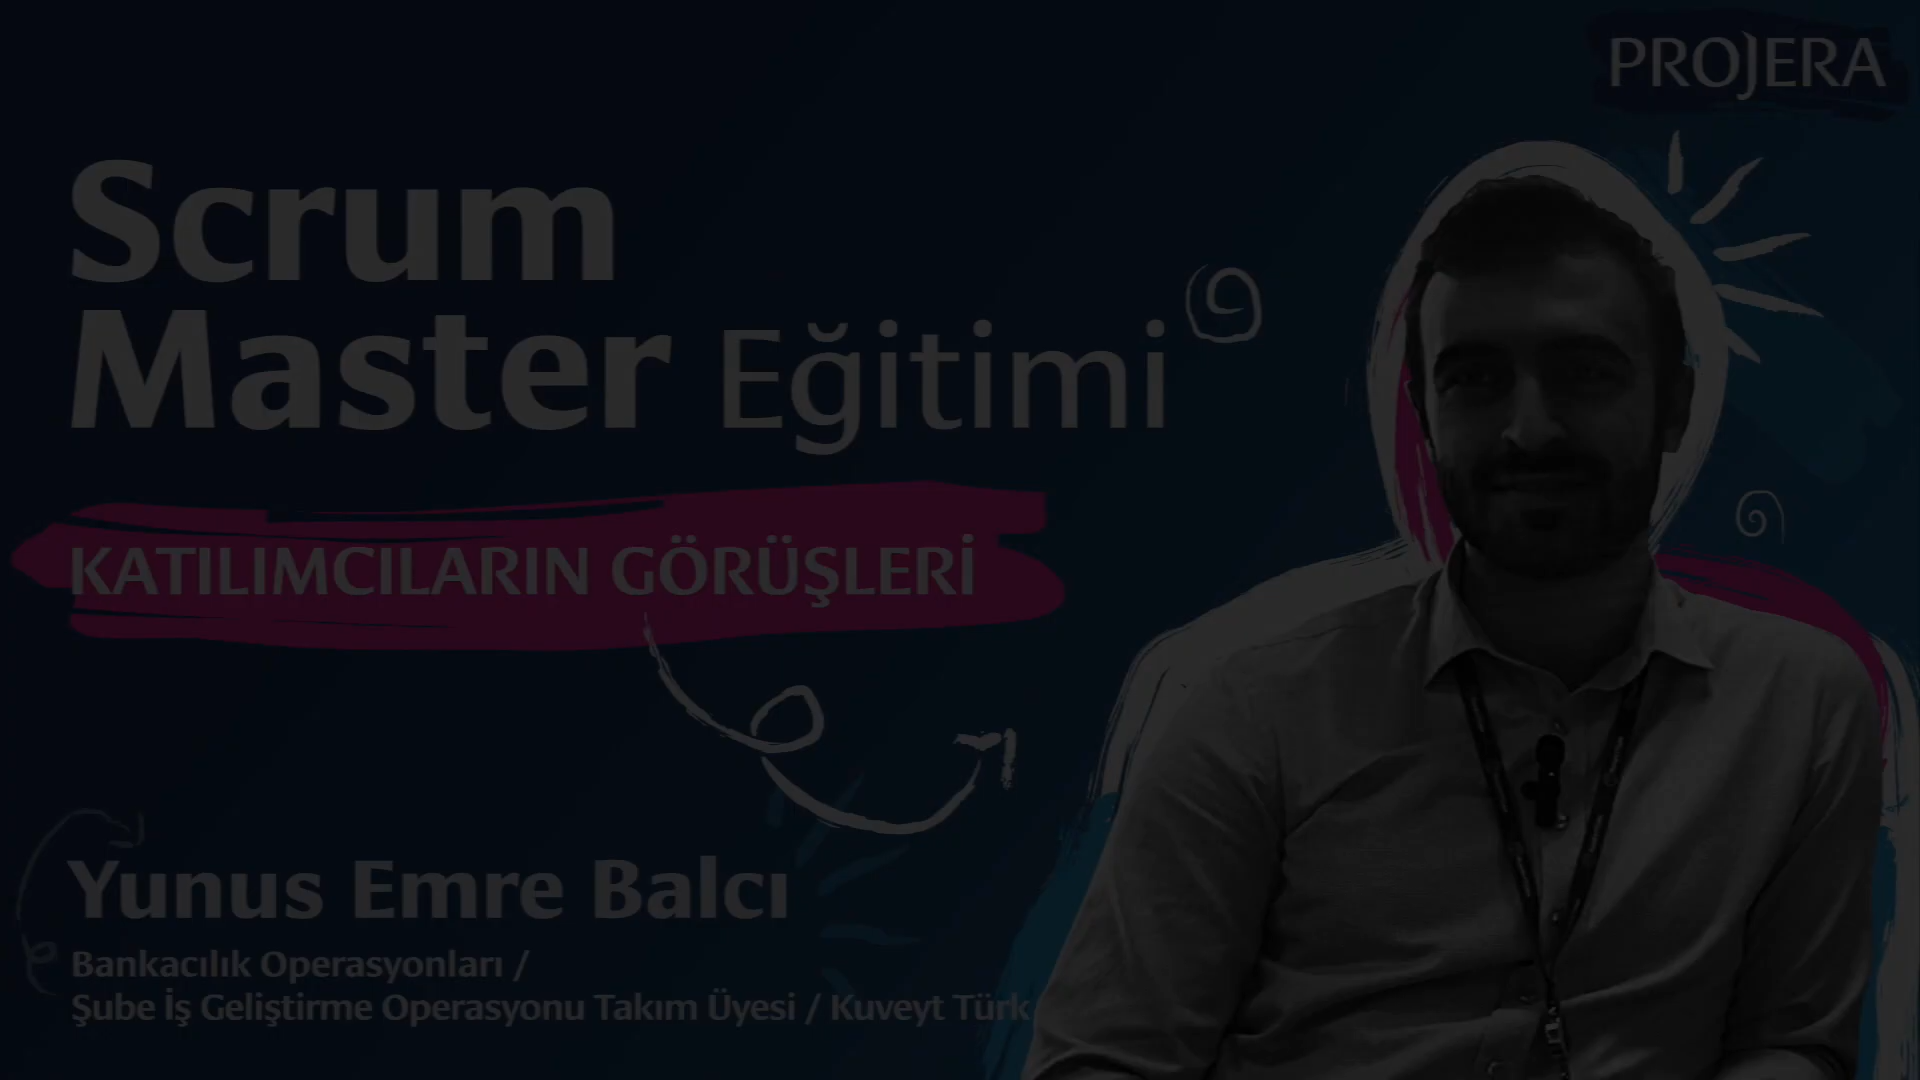 PROJERA
Scrum
Master Eğitimi
KATILIMCILARIN GÖRÜŞLERİ
Yunus Emre Balcı
Bankacılık Operasyonları /
Şube İş Geliştirme Operasyonu Takım Üyesi / Kuveyt Türk